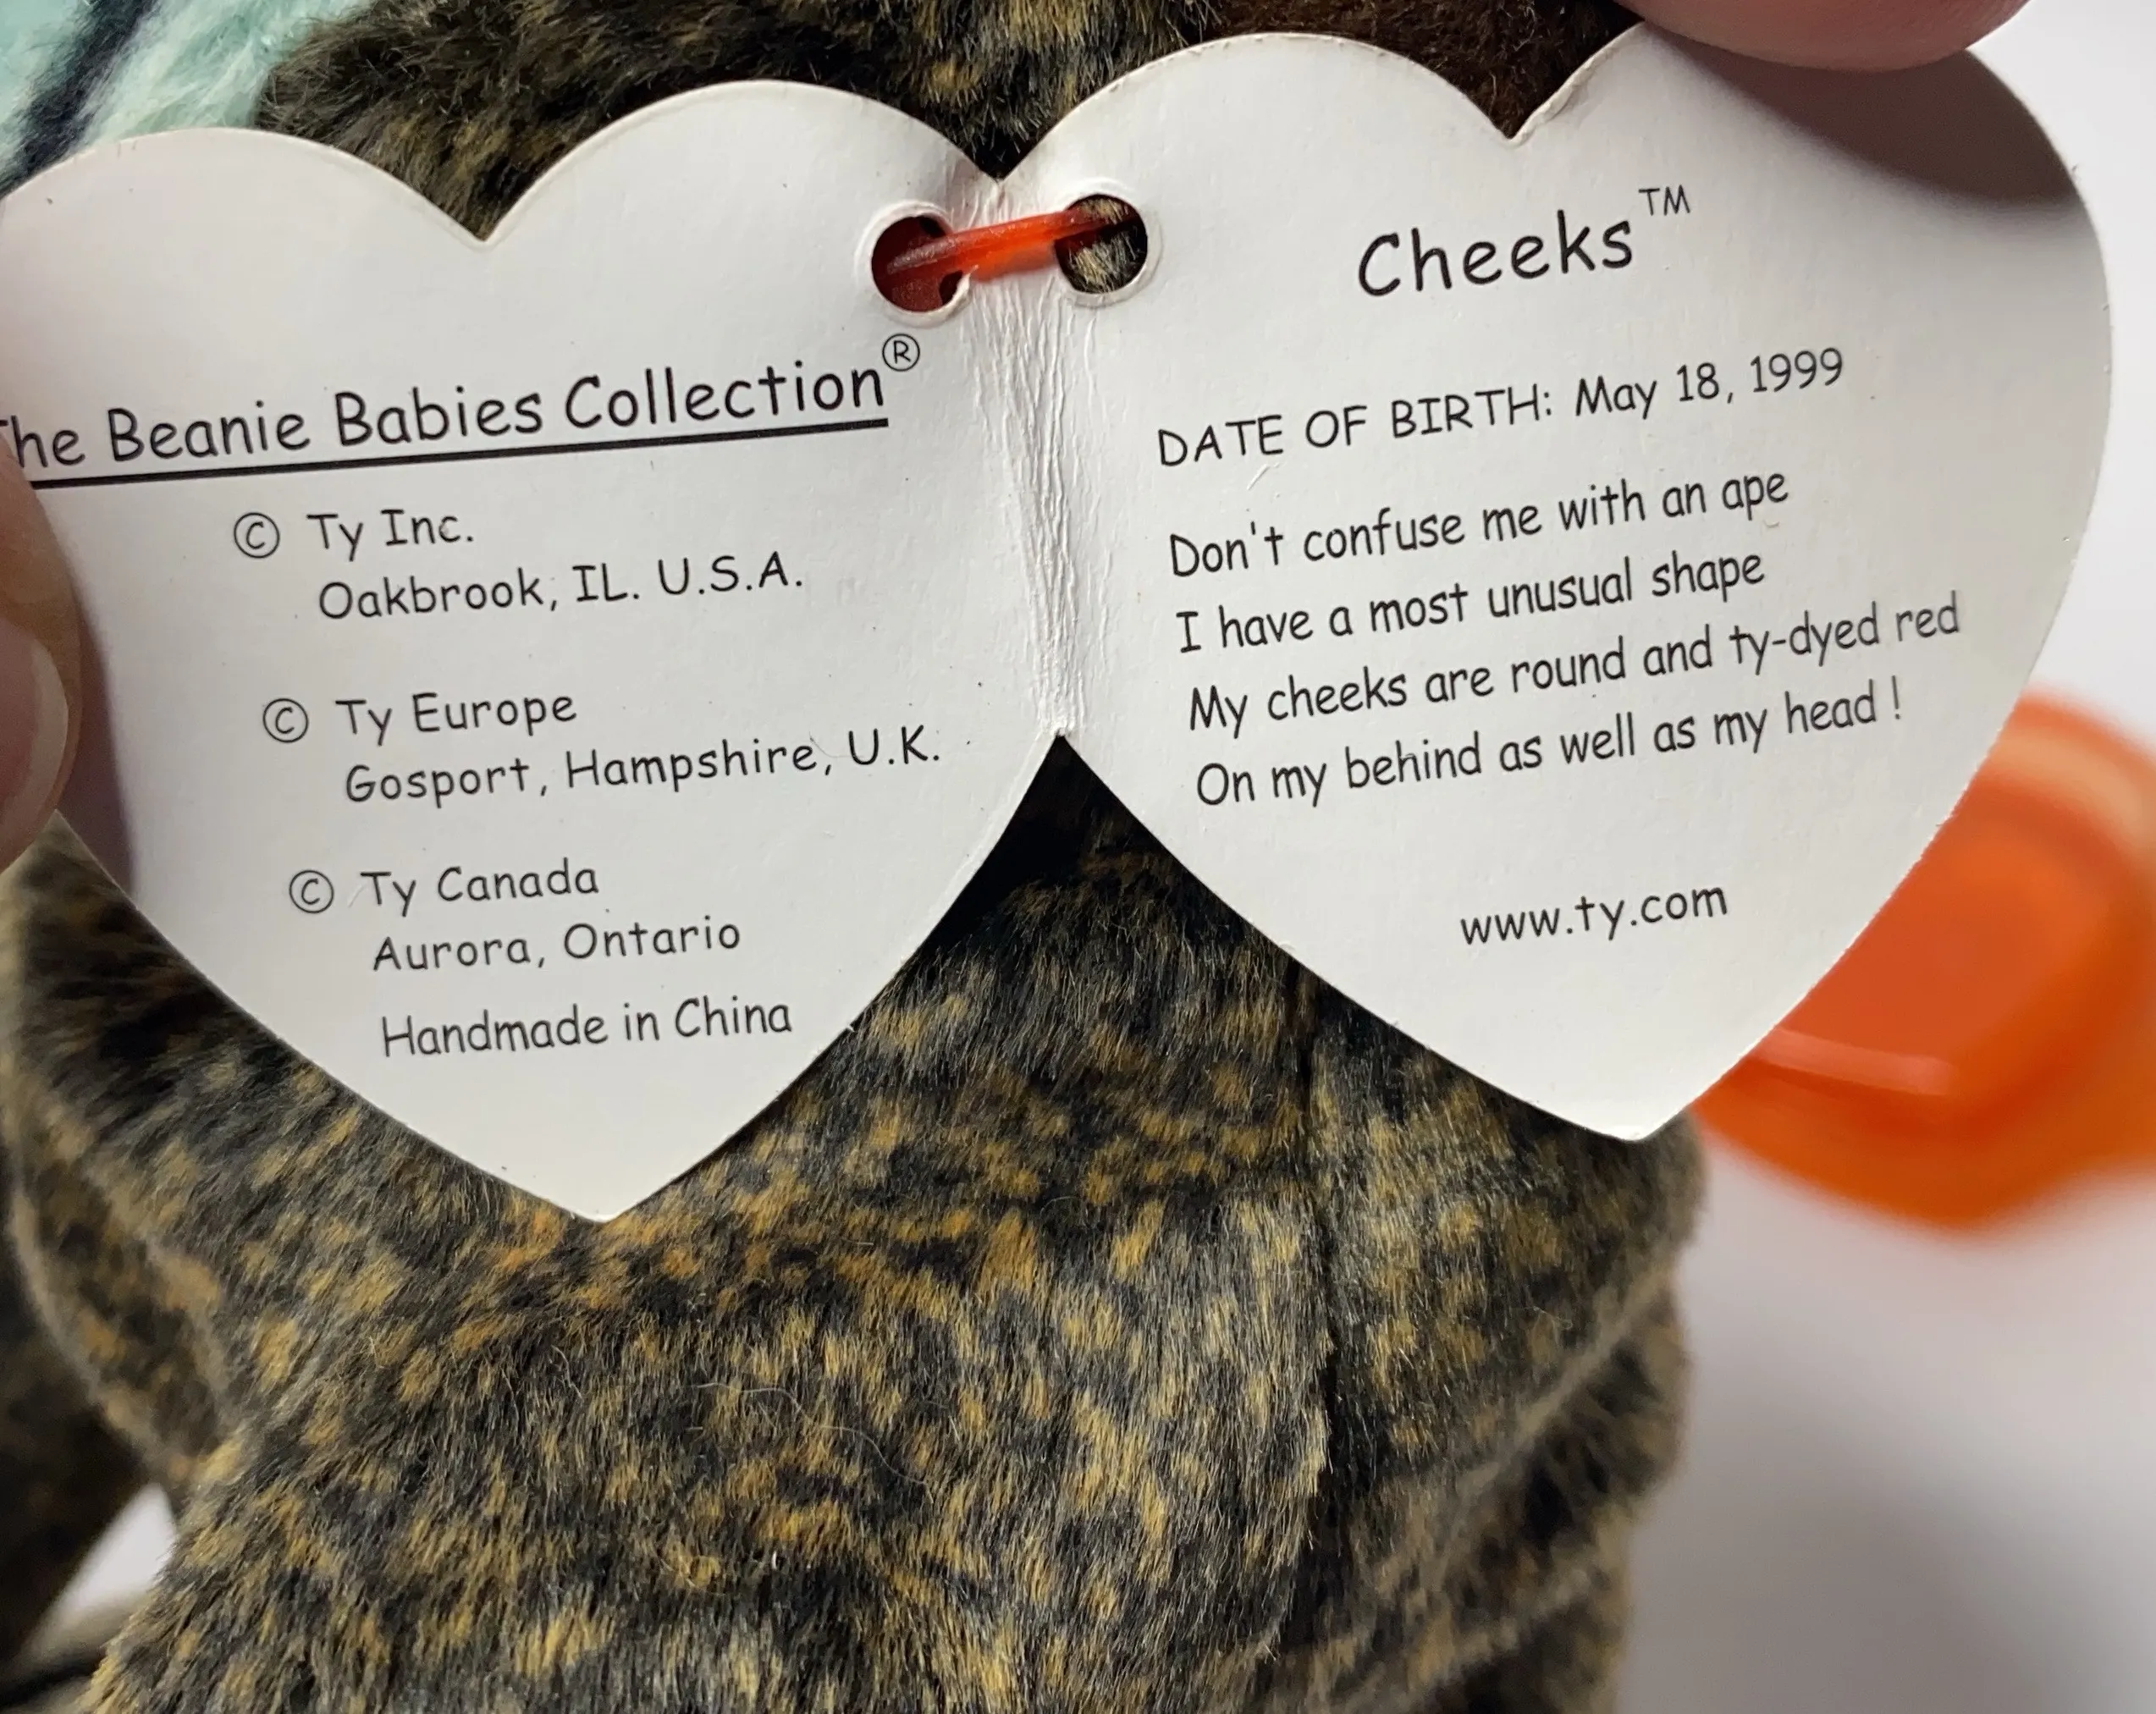 The Beanie Babies Collection®
© Ty Inc.
Oakbrook, IL. U.S.A.
© Ty Europe
Gosport, Hampshire, U.K.
© Ty Canada
Aurora, Ontario
Handmade in China
Cheeks™
DATE OF BIRTH: May 18, 1999
Don't confuse me with an ape
I have a most unusual shape
My cheeks are round and ty-dyed red
On my behind as well as my head !
www.ty.com